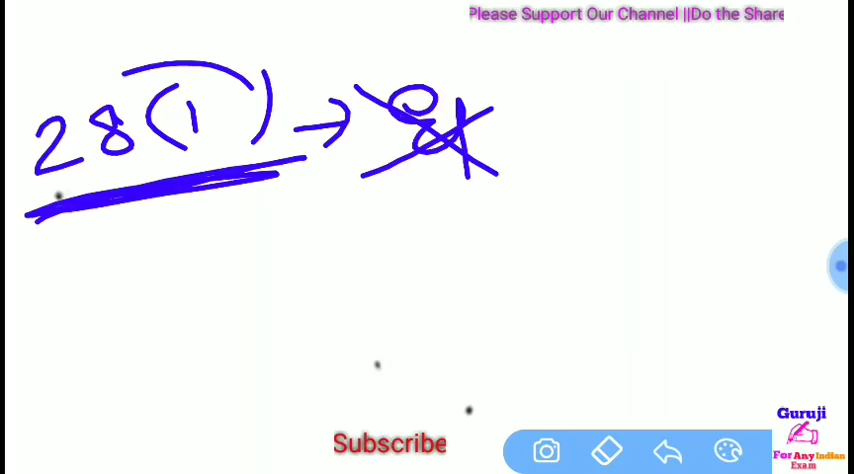 Please Support Our Channel ||Do the Share
28(1) →
Subscribe
Guruji
For Any Indian
Exam